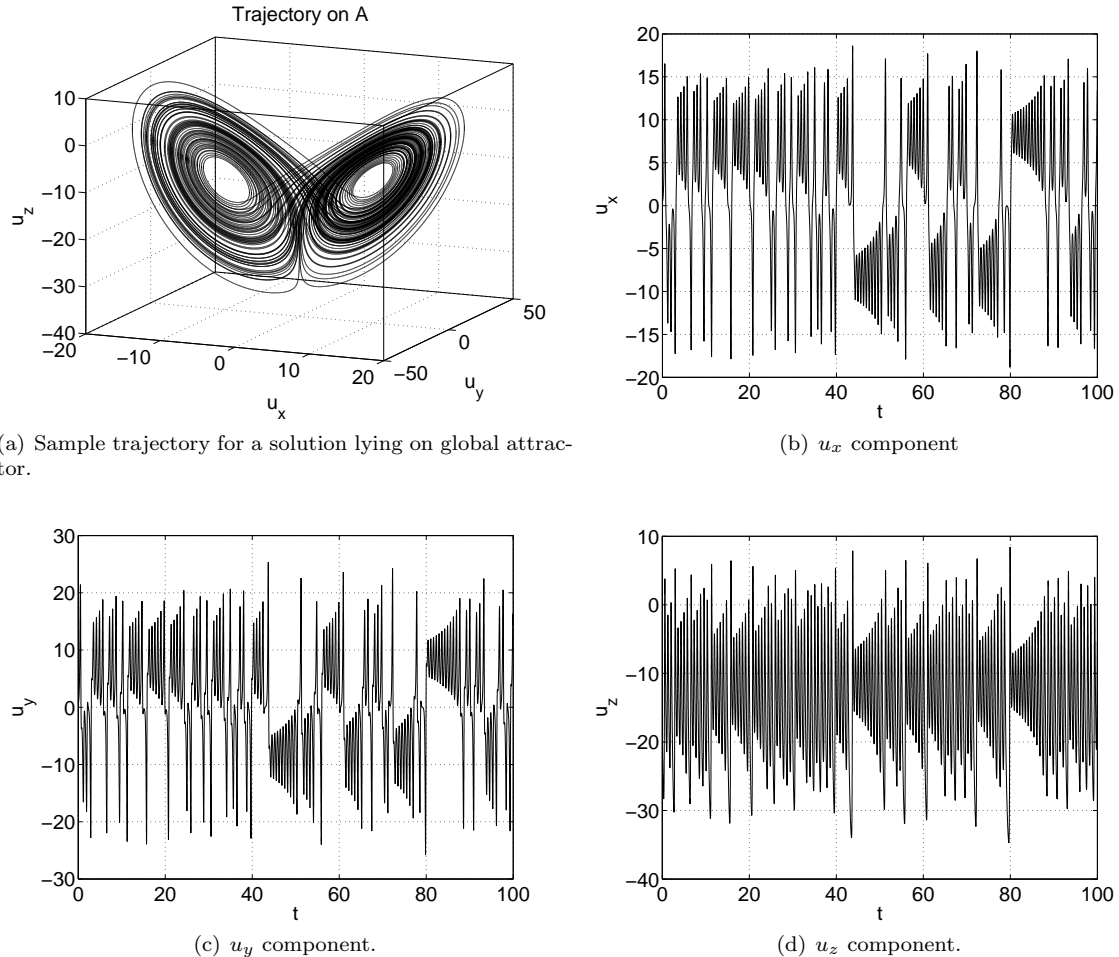 Trajectory on A
10
0
−10
−20
−30
−40
u_z
−20
−10
0
10
20
u_x
−50
0
50
u_y
(a) Sample trajectory for a solution lying on global attrac-
tor.
20
15
10
5
0
−5
−10
−15
−20
u_x
0 20 40 60 80 100
t
(b) u_x component
30
20
10
0
−10
−20
−30
u_y
0 20 40 60 80 100
t
(c) u_y component.
10
0
−10
−20
−30
−40
u_z
0 20 40 60 80 100
t
(d) u_z component.